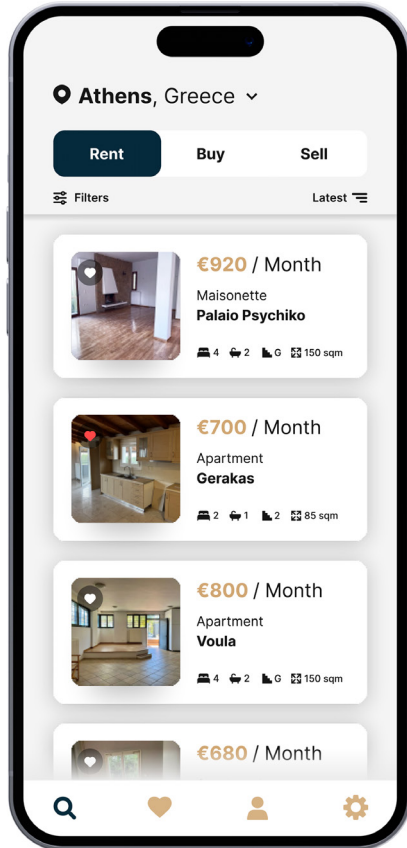 Athens, Greece
Rent Buy Sell
Filters Latest
€920 / Month
Maisonette
Palaio Psychiko
4 2 G 150 sqm
€700 / Month
Apartment
Gerakas
2 1 2 85 sqm
€800 / Month
Apartment
Voula
4 2 G 150 sqm
€680 / Month